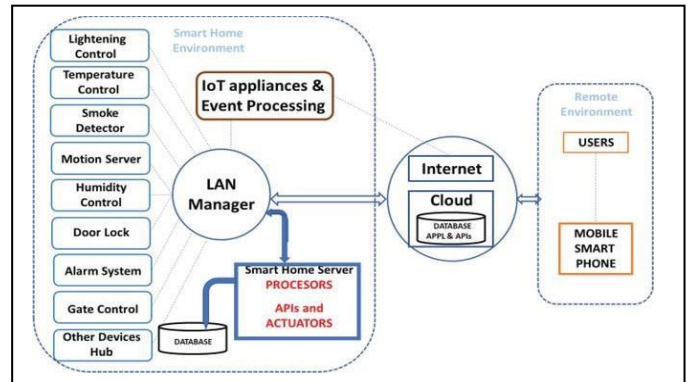 Smart Home
Environment
Lightening
Control
Temperature
Control
Smoke
Detector
Motion Server
Humidity
Control
Door Lock
Alarm System
Gate Control
Other Devices
Hub
IoT appliances &
Event Processing
LAN
Manager
Smart Home Server
PROCESORS
APIs and
ACTUATORS
DATABASE
Internet
Cloud
DATABASE
APPL & APIs
Remote
Environment
USERS
MOBILE
SMART
PHONE